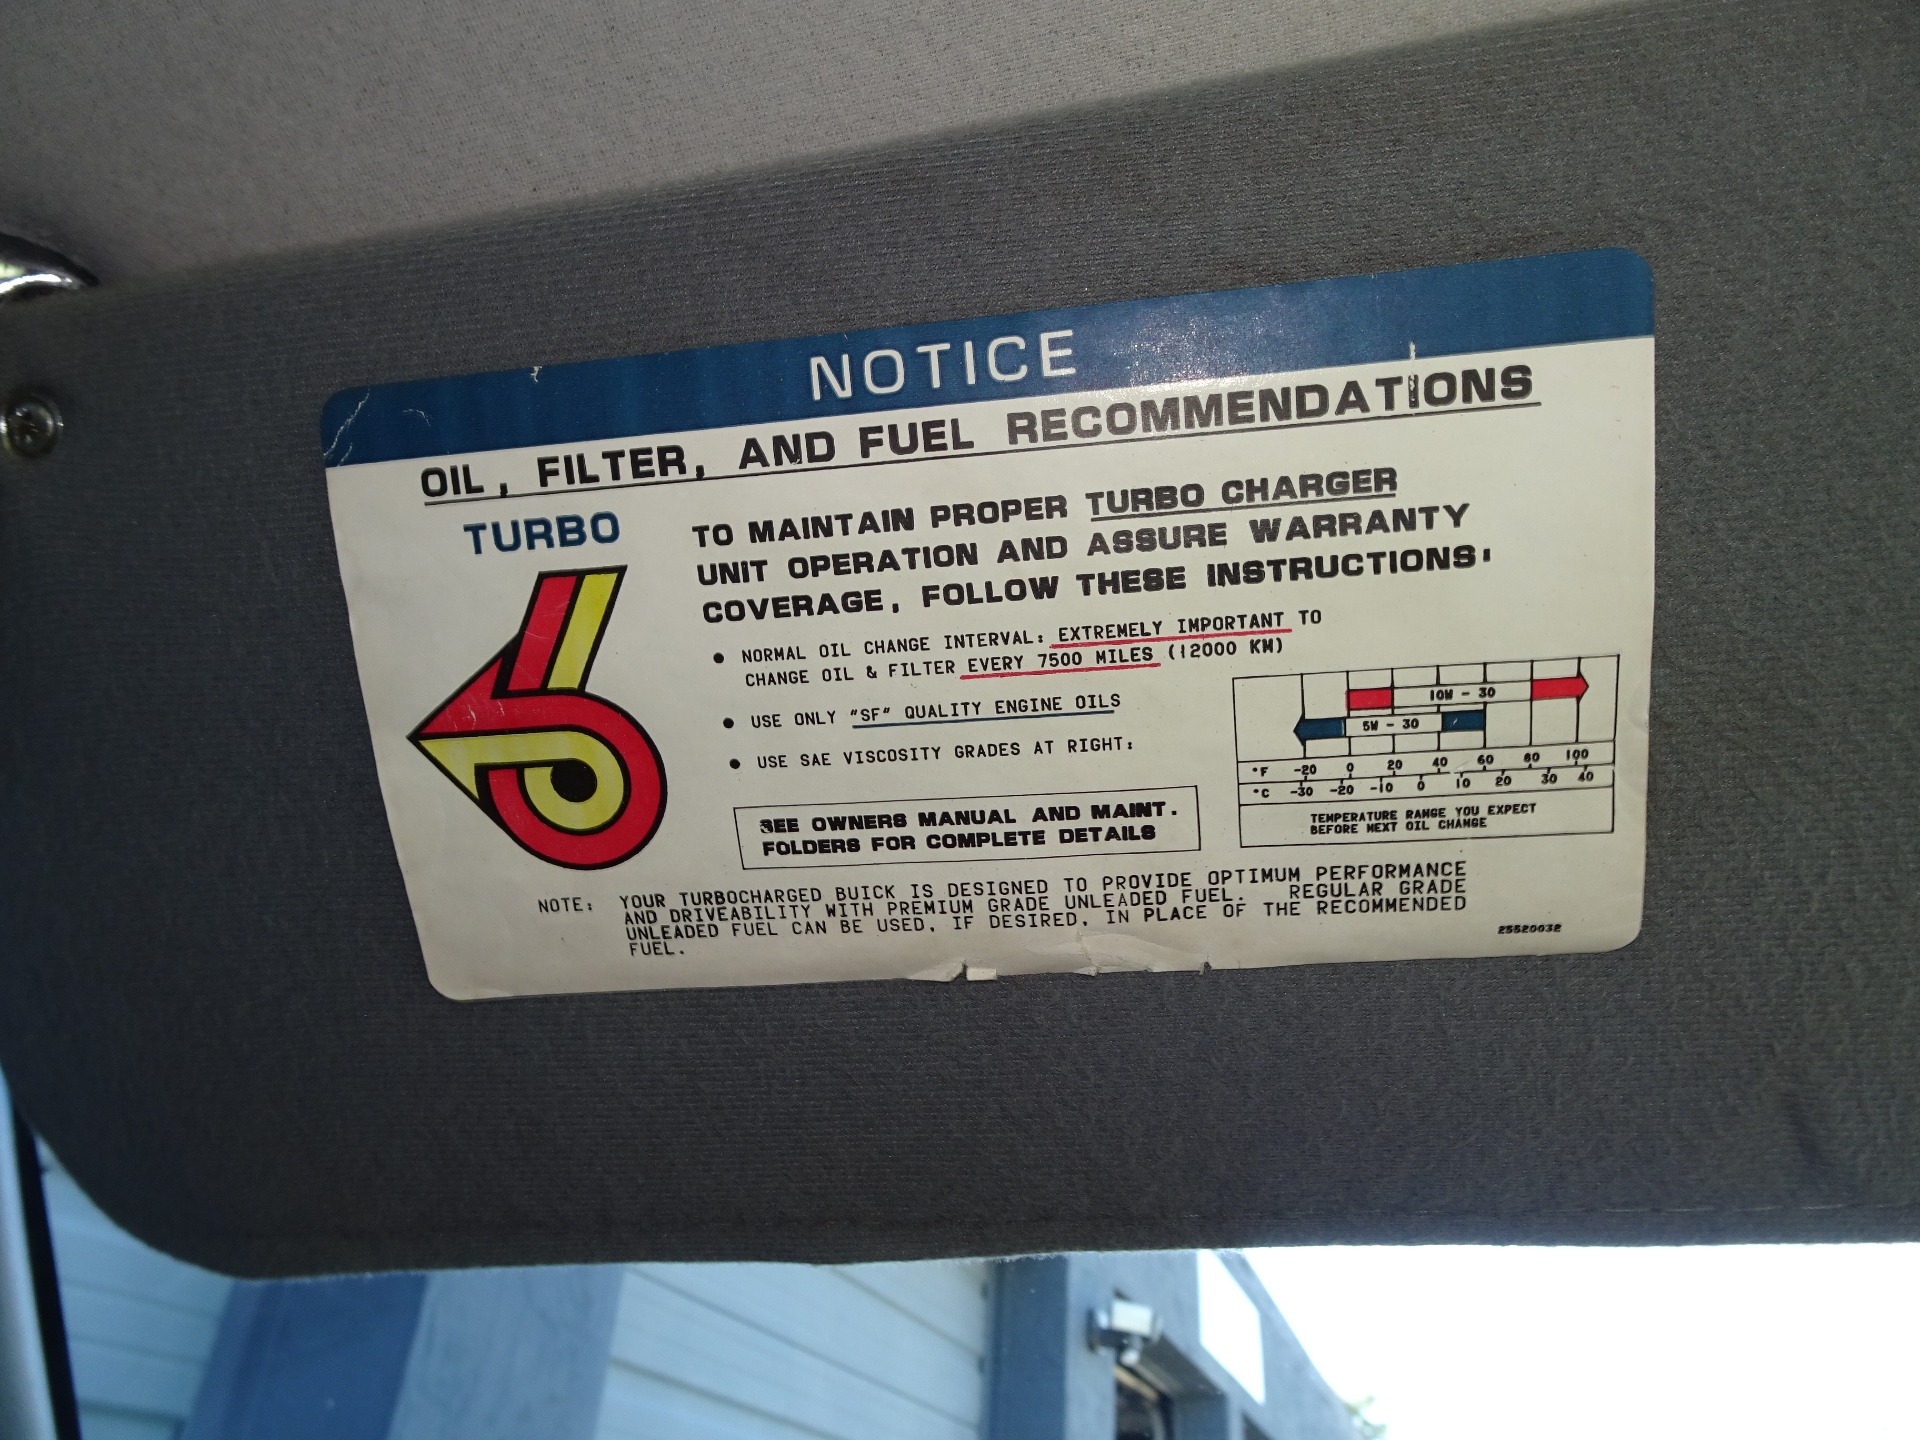 NOTICE
OIL, FILTER, AND FUEL RECOMMENDATIONS
TURBO
TO MAINTAIN PROPER TURBO CHARGER
UNIT OPERATION AND ASSURE WARRANTY
COVERAGE, FOLLOW THESE INSTRUCTIONS:
• NORMAL OIL CHANGE INTERVAL: EXTREMELY IMPORTANT TO
CHANGE OIL & FILTER EVERY 7500 MILES (12000 KM)
• USE ONLY "SF" QUALITY ENGINE OILS
• USE SAE VISCOSITY GRADES AT RIGHT:
10W - 30
5W - 30
°F -20 0 20 40 60 80 100
°C -30 -20 -10 0 10 20 30 40
TEMPERATURE RANGE YOU EXPECT
BEFORE NEXT OIL CHANGE
SEE OWNERS MANUAL AND MAINT.
FOLDERS FOR COMPLETE DETAILS
NOTE: YOUR TURBOCHARGED BUICK IS DESIGNED TO PROVIDE OPTIMUM PERFORMANCE
AND DRIVEABILITY WITH PREMIUM GRADE UNLEADED FUEL. REGULAR GRADE
UNLEADED FUEL CAN BE USED, IF DESIRED, IN PLACE OF THE RECOMMENDED
FUEL.
25520032